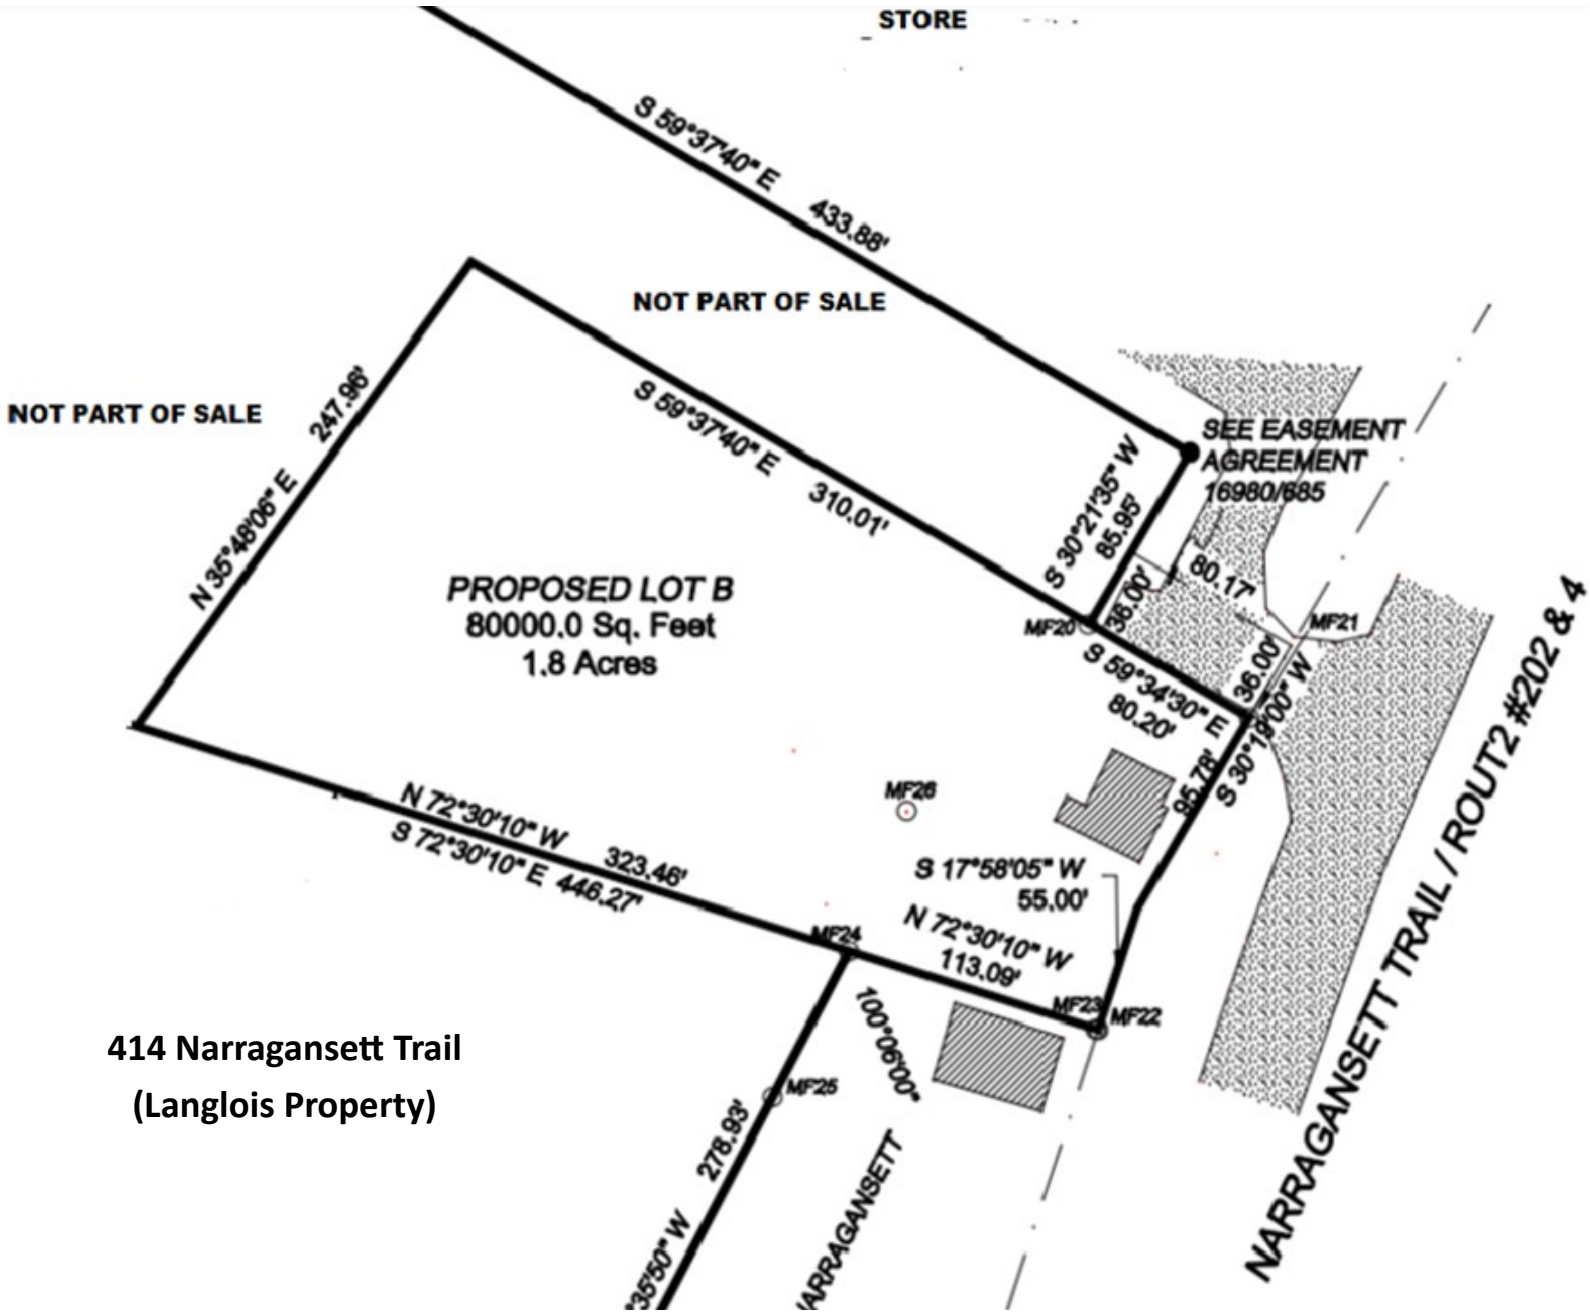 STORE
S 59°37'40" E 433.88'
NOT PART OF SALE
NOT PART OF SALE
247.96'
N 35°48'06" E
S 59°37'40" E 310.01'
SEE EASEMENT
AGREEMENT
16980/685
S 30°21'35" W
85.95'
36.00'
80.17'
MF20
MF21
PROPOSED LOT B
80000.0 Sq. Feet
1.8 Acres
S 59°34'30" E
80.20'
36.00'
S 30°19'00" W
95.78'
MF26
N 72°30'10" W 323.46'
S 72°30'10" E 446.27'
S 17°58'05" W
55.00'
N 72°30'10" W
113.09'
MF24
MF23
MF22
100°06'00"
MF25
278.93'
°35'50" W
ARRAGANSETT
NARRAGANSETT TRAIL / ROUT2 #202 & 4
414 Narragansett Trail
(Langlois Property)